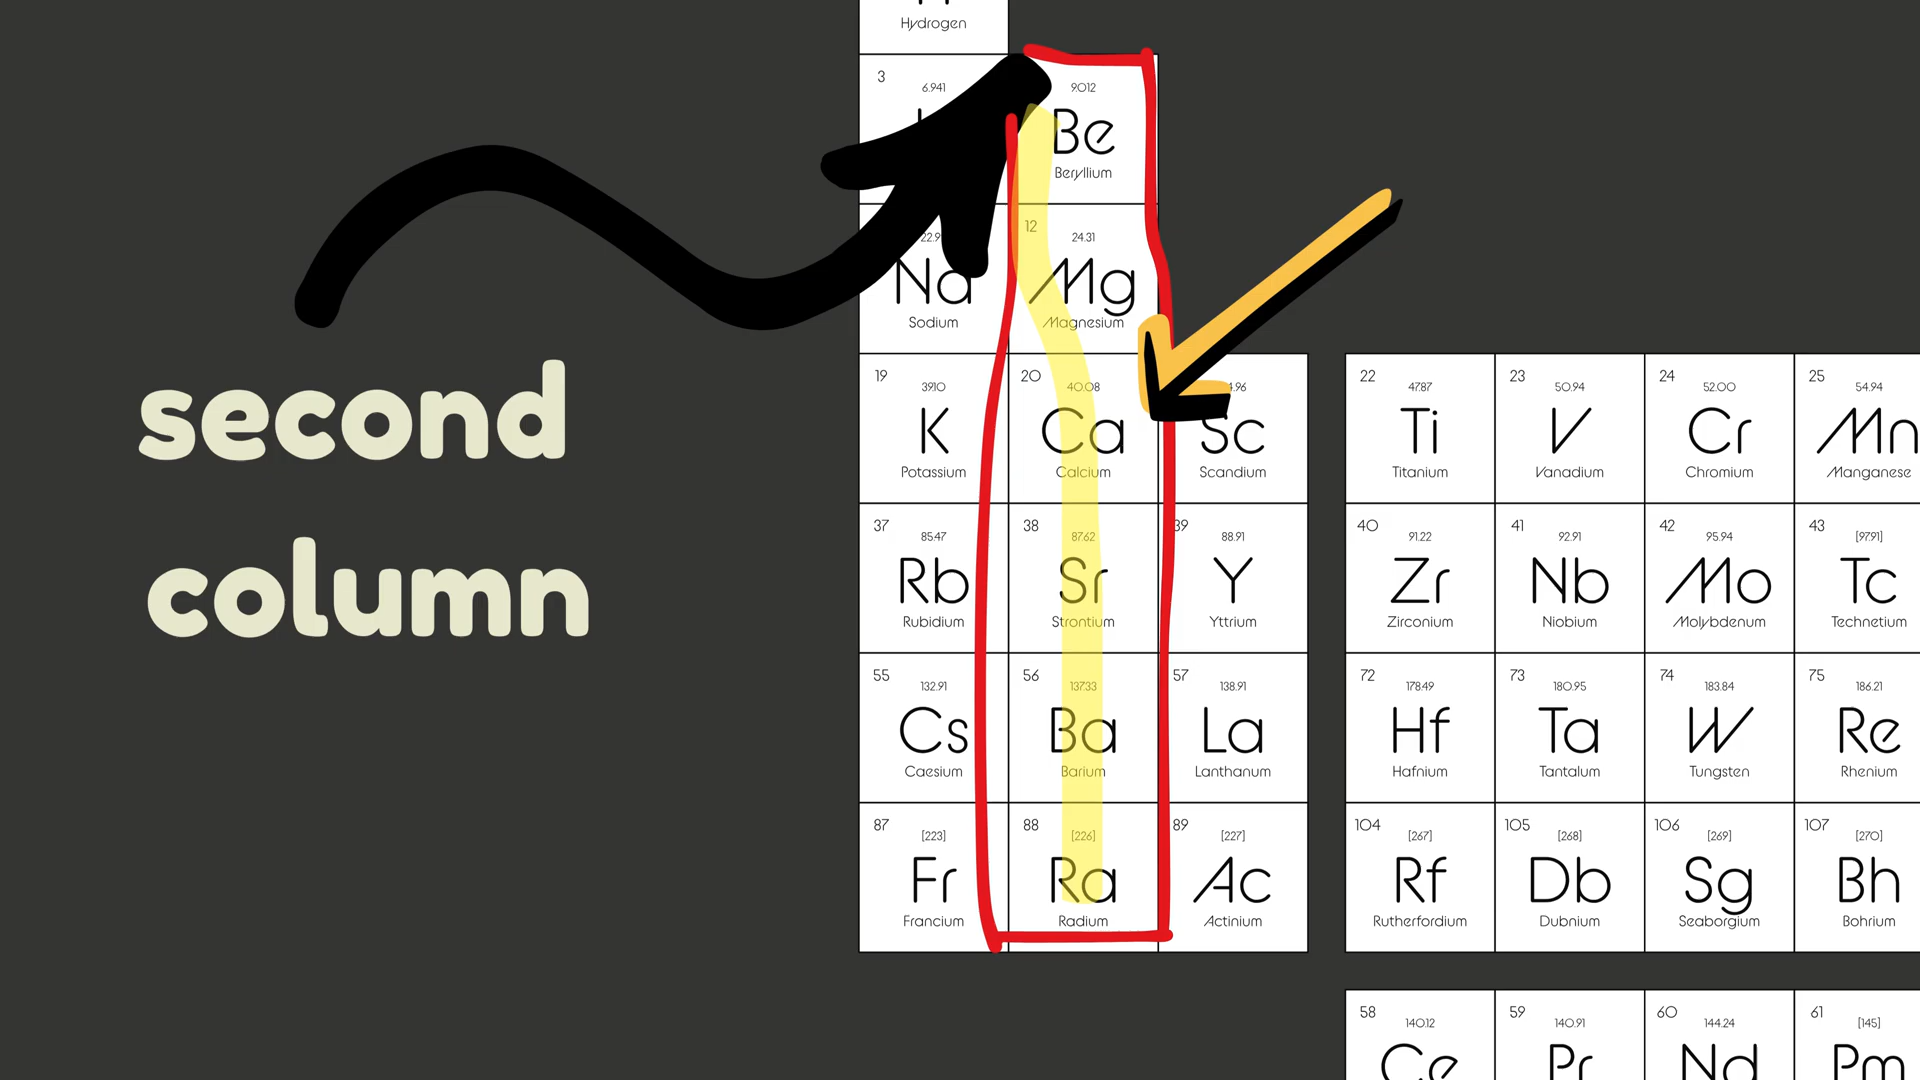 Hydrogen
3
6.941
9.012
Be
Beryllium
12
24.31
Na
Mg
Sodium
Magnesium
second
column
19
39.10
K
Potassium
20
40.08
Ca
Calcium
Sc
Scandium
22
47.87
Ti
Titanium
23
50.94
V
Vanadium
24
52.00
Cr
Chromium
25
54.94
Mn
Manganese
37
85.47
Rb
Rubidium
38
87.62
Sr
Strontium
39
88.91
Y
Yttrium
40
91.22
Zr
Zirconium
41
92.91
Nb
Niobium
42
95.94
Mo
Molybdenum
43
[97.91]
Tc
Technetium
55
132.91
Cs
Caesium
56
137.33
Ba
Barium
57
138.91
La
Lanthanum
72
178.49
Hf
Hafnium
73
180.95
Ta
Tantalum
74
183.84
W
Tungsten
75
186.21
Re
Rhenium
87
[223]
Fr
Francium
88
[226]
Ra
Radium
89
[227]
Ac
Actinium
104
[267]
Rf
Rutherfordium
105
[268]
Db
Dubnium
106
[269]
Sg
Seaborgium
107
[270]
Bh
Bohrium
58
140.12
Ce
59
140.91
Pr
60
144.24
Nd
61
[145]
Pm